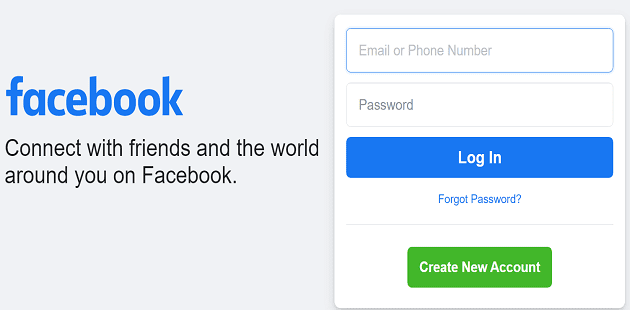 facebook
Connect with friends and the world
around you on Facebook.
Email or Phone Number
Password
Log In
Forgot Password?
Create New Account